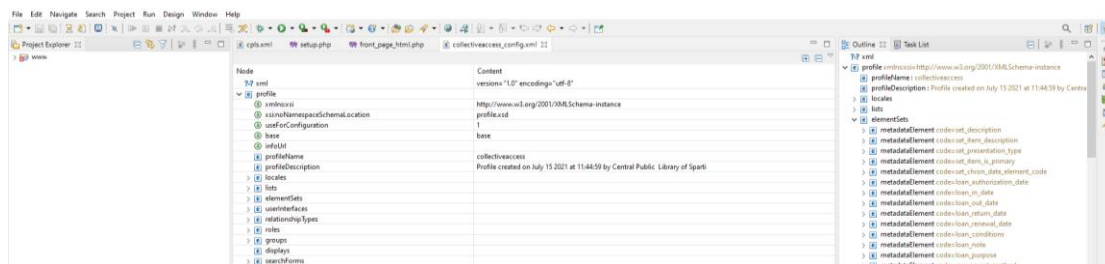 File Edit Navigate Search Project Run Design Window Help
Project Explorer
www
cpls.xml setup.php front_page_html.php collectiveaccess_config.xml
Node Content
?-? xml version="1.0" encoding="utf-8"
profile
xmlns:xsi http://www.w3.org/2001/XMLSchema-instance
xsi:noNamespaceSchemaLocation profile.xsd
useForConfiguration 1
base base
infoUrl
profileName collectiveaccess
profileDescription Profile created on July 15 2021 at 11:44:59 by Central Public Library of Sparti
locales
lists
elementSets
userInterfaces
relationshipTypes
roles
groups
displays
searchForms
Outline Task List
?-? xml
profile xmlns:xsi=http://www.w3.org/2001/XMLSchema-instance
profileName : collectiveaccess
profileDescription : Profile created on July 15 2021 at 11:44:59 by Centra
locales
lists
elementSets
metadataElement code=set_description
metadataElement code=set_item_description
metadataElement code=set_presentation_type
metadataElement code=set_item_is_primary
metadataElement code=set_chron_date_element_code
metadataElement code=loan_authorization_date
metadataElement code=loan_in_date
metadataElement code=loan_out_date
metadataElement code=loan_return_date
metadataElement code=loan_renewal_date
metadataElement code=loan_conditions
metadataElement code=loan_note
metadataElement code=loan_purpose